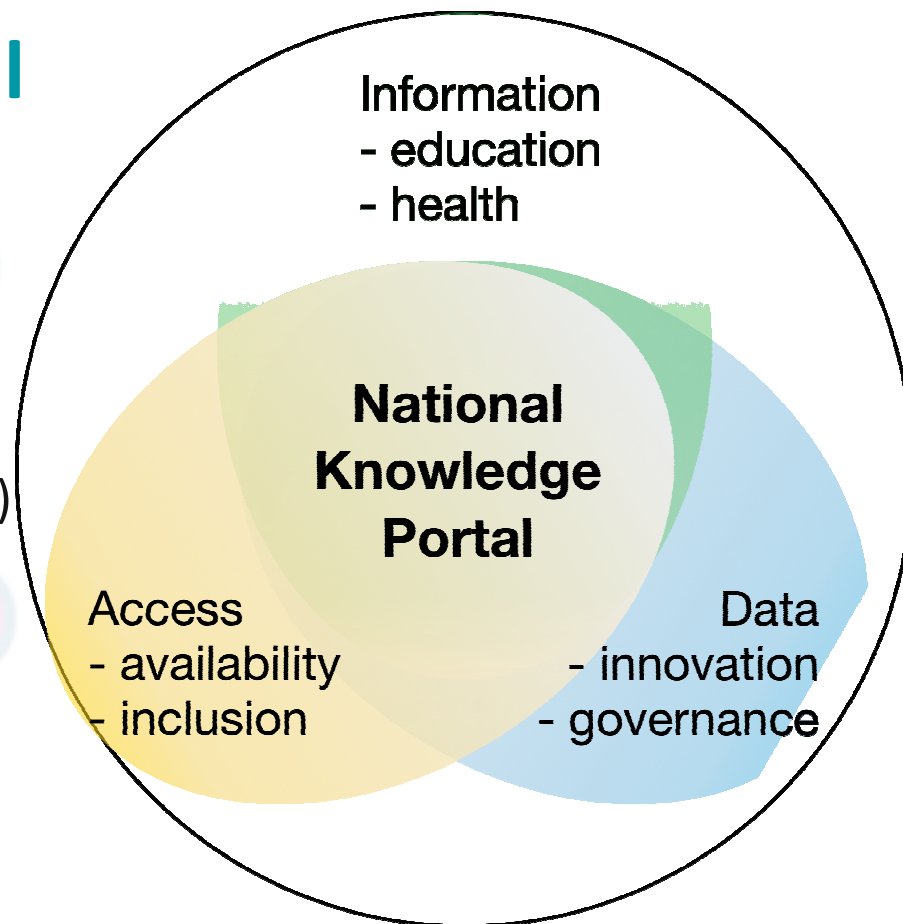 Information
- education
- health
National
Knowledge
Portal
Access
- availability
- inclusion
Data
- innovation
- governance
)